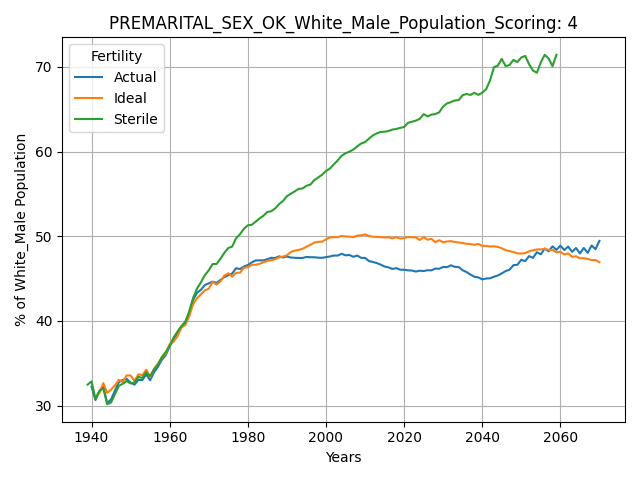 PREMARITAL_SEX_OK_White_Male_Population_Scoring: 4
Fertility
Actual
Ideal
Sterile
% of White_Male Population
70
60
50
40
30
1940
1960
1980
2000
2020
2040
2060
Years